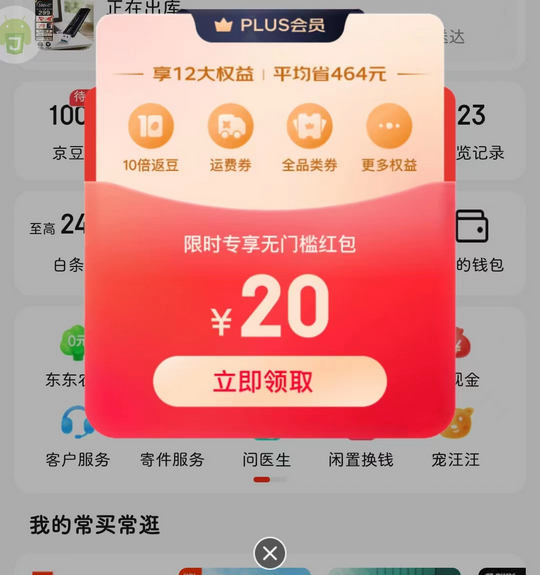 正在出库
PLUS会员
送达
享12大权益 | 平均省464元
待
100
23
京豆
览记录
10倍返豆 运费券 全品类券 更多权益
至高 24
白条
的钱包
限时专享无门槛红包
¥20
0元
¥
立即领取
东东农
现金
客户服务 寄件服务 问医生 闲置换钱 宠汪汪
我的常买常逛